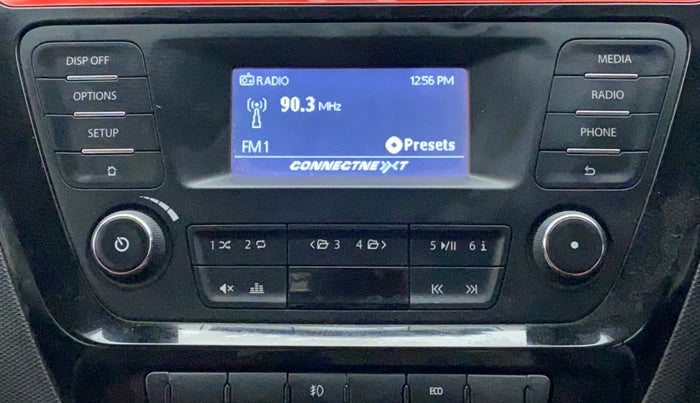 DISP OFF
OPTIONS
SETUP
RADIO 12:56 PM
90.3 MHz
FM1 Presets
CONNECTNEXT
MEDIA
RADIO
PHONE
1 2 < 3 4 > 5 6 i
ECO